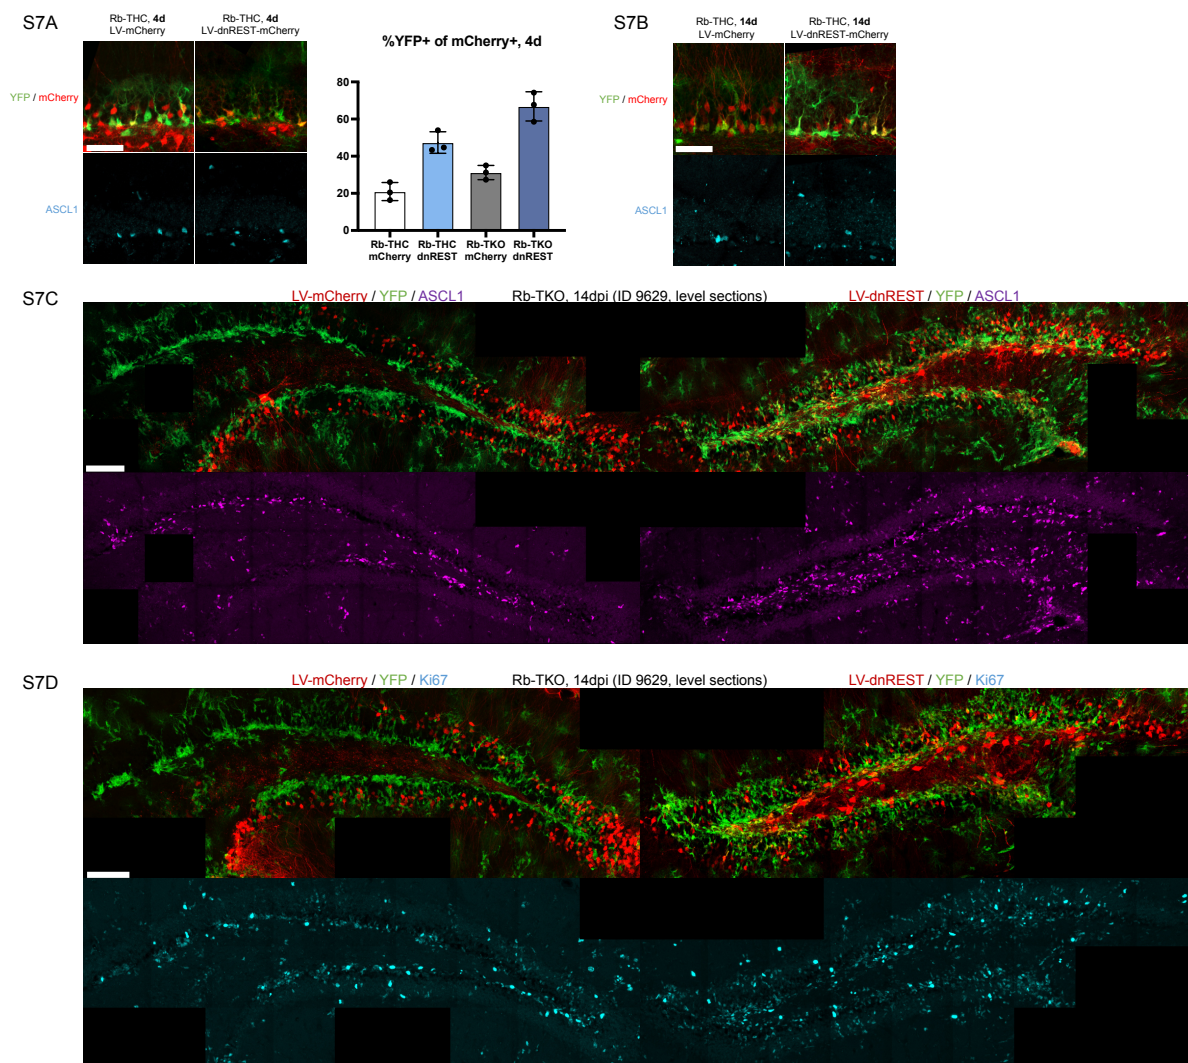 S7A
Rb-THC, 4d
LV-mCherry
Rb-THC, 4d
LV-dnREST-mCherry
YFP / mCherry
ASCL1
%YFP+ of mCherry+, 4d
80
60
40
20
0
Rb-THC
mCherry
Rb-THC
dnREST
Rb-TKO
mCherry
Rb-TKO
dnREST
S7B
Rb-THC, 14d
LV-mCherry
Rb-THC, 14d
LV-dnREST-mCherry
YFP / mCherry
ASCL1
S7C
LV-mCherry / YFP / ASCL1
Rb-TKO, 14dpi (ID 9629, level sections)
LV-dnREST / YFP / ASCL1
S7D
LV-mCherry / YFP / Ki67
Rb-TKO, 14dpi (ID 9629, level sections)
LV-dnREST / YFP / Ki67